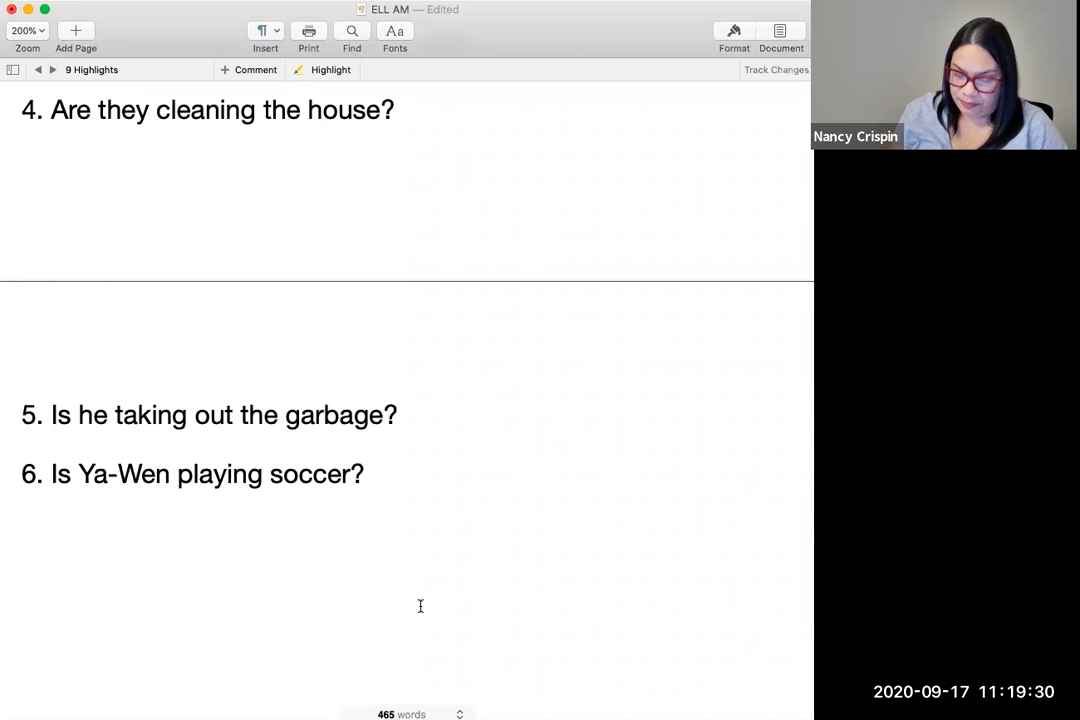 ELL AM — Edited
200%
Zoom
Add Page
Insert
Print
Find
Aa
Fonts
Format
Document
9 Highlights
+ Comment
Highlight
Track Changes
Nancy Crispin
4. Are they cleaning the house?
5. Is he taking out the garbage?
6. Is Ya-Wen playing soccer?
465 words
2020-09-17 11:19:30